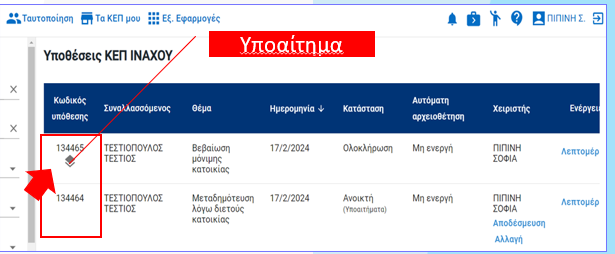 Ταυτοποίηση Τα ΚΕΠ μου Εξ. Εφαρμογές ΠΙΠΙΝΗ Σ.
Υποαίτημα
Υποθέσεις ΚΕΠ ΙΝΑΧΟΥ
Κωδικός υπόθεσης Συναλλασσόμενος Θέμα Ημερομηνία ↓ Κατάσταση Αυτόματη αρχειοθέτηση Χειριστής Ενέργει
134465 ΤΕΣΤΙΟΠΟΥΛΟΣ Βεβαίωση 17/2/2024 Ολοκλήρωση Μη ενεργή ΠΙΠΙΝΗ Λεπτομέρ
ΤΕΣΤΙΟΣ μόνιμης ΣΟΦΙΑ
κατοικίας
134464 ΤΕΣΤΙΟΠΟΥΛΟΣ Μεταδημότευση 17/2/2024 Ανοικτή Μη ενεργή ΠΙΠΙΝΗ Λεπτομέρ
ΤΕΣΤΙΟΣ λόγω διετούς (Υποαιτήματα) ΣΟΦΙΑ
κατοικίας Αποδέσμευση
Αλλαγή